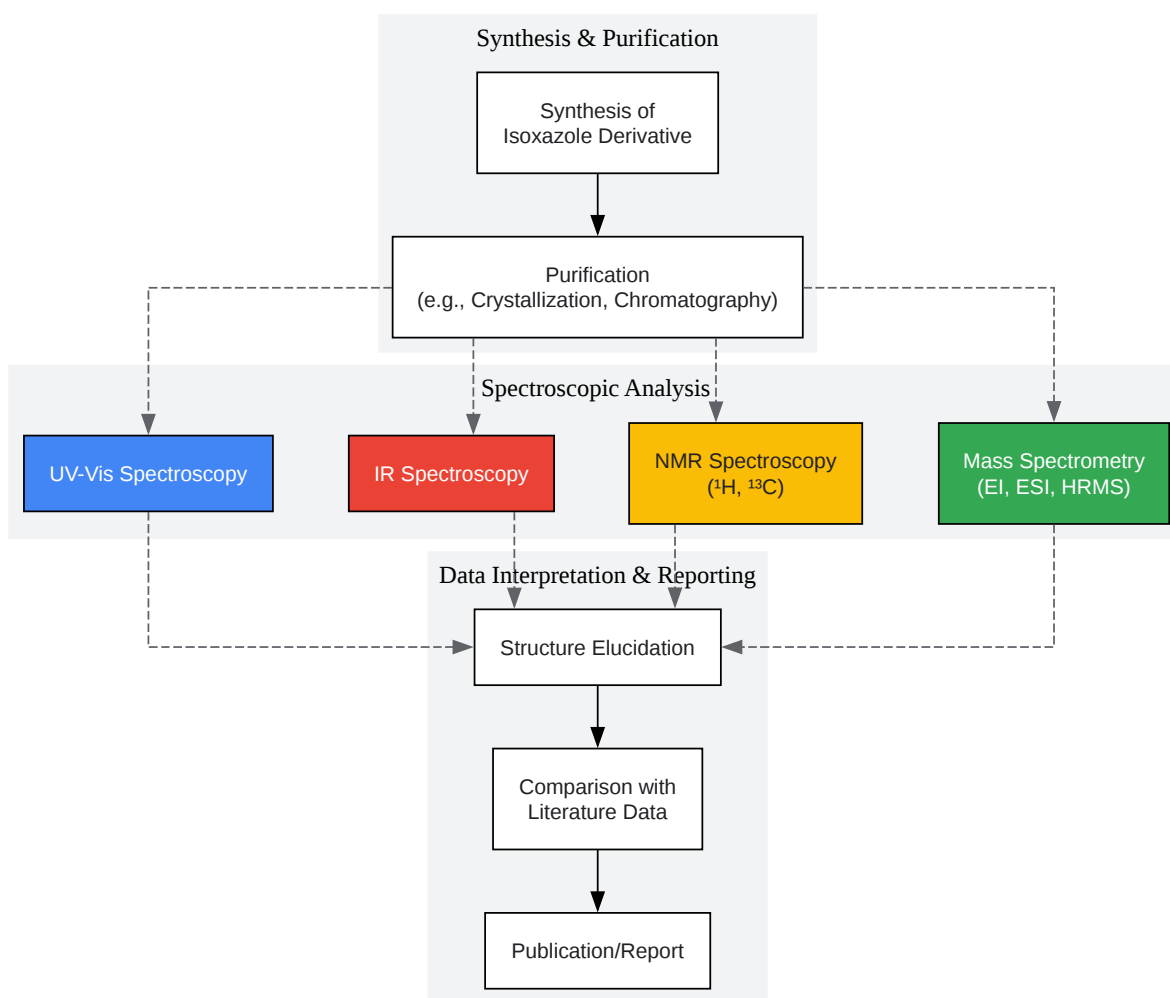 Synthesis & Purification
Synthesis of
Isoxazole Derivative
Purification
(e.g., Crystallization, Chromatography)
Spectroscopic Analysis
UV-Vis Spectroscopy
IR Spectroscopy
NMR Spectroscopy
(¹H, ¹³C)
Mass Spectrometry
(EI, ESI, HRMS)
Data Interpretation & Reporting
Structure Elucidation
Comparison with
Literature Data
Publication/Report